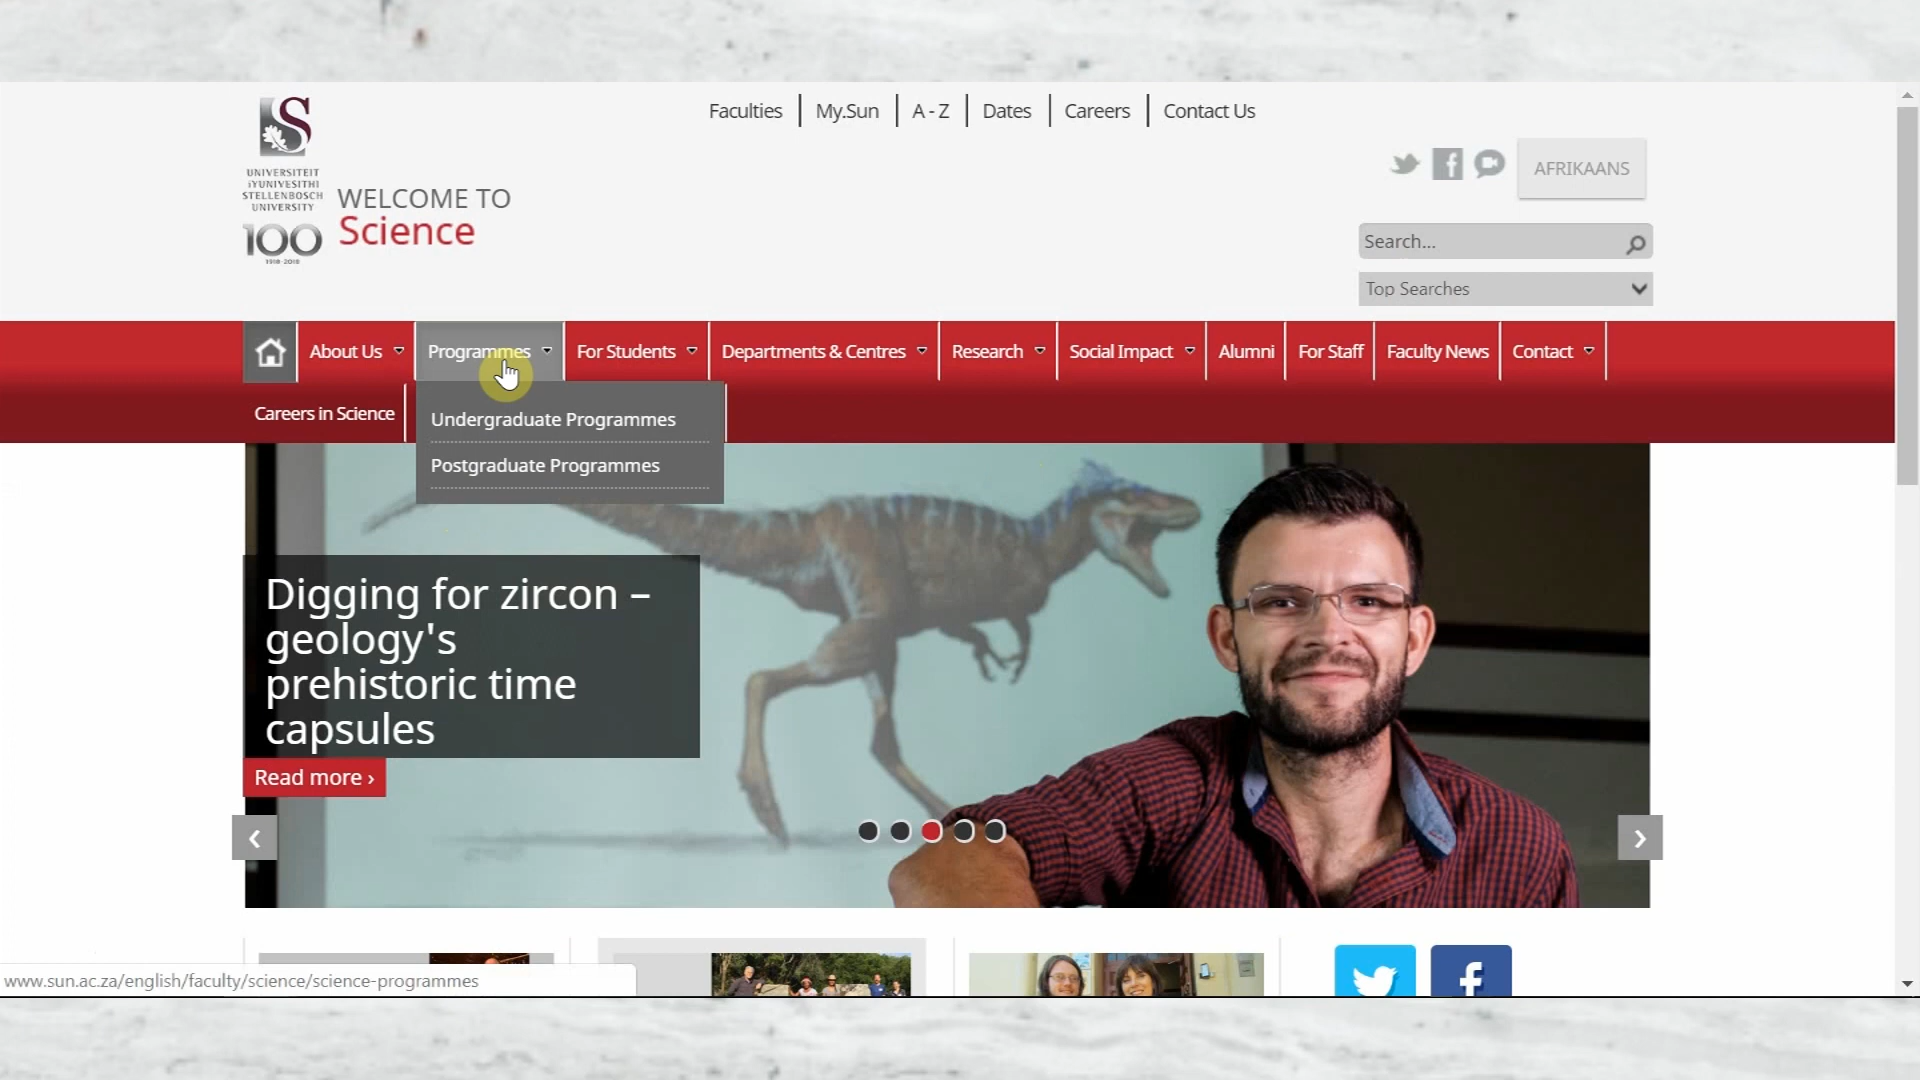 Faculties
My.Sun
A - Z
Dates
Careers
Contact Us
UNIVERSITEIT
iYUNIVESITHI
STELLENBOSCH
UNIVERSITY
100
1918-2018
WELCOME TO
Science
AFRIKAANS
Search...
Top Searches
About Us
Programmes
For Students
Departments & Centres
Research
Social Impact
Alumni
For Staff
Faculty News
Contact
Careers in Science
Undergraduate Programmes
Postgraduate Programmes
Digging for zircon –
geology's
prehistoric time
capsules
Read more ›
www.sun.ac.za/english/faculty/science/science-programmes